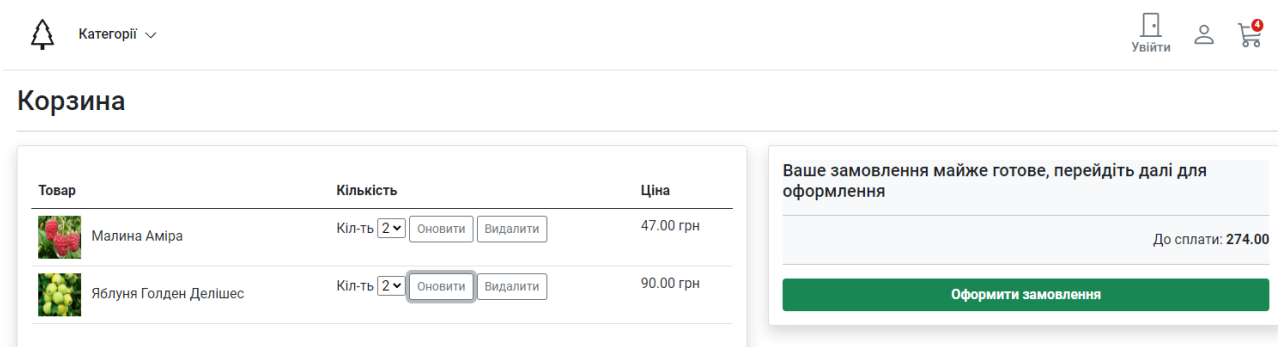 Категорії
Увійти
4
Корзина
Товар Кількість Ціна
Малина Аміра Кіл-ть 2 Оновити Видалити 47.00 грн
Яблуня Голден Делішес Кіл-ть 2 Оновити Видалити 90.00 грн
Ваше замовлення майже готове, перейдіть далі для
оформлення
До сплати: 274.00
Оформити замовлення